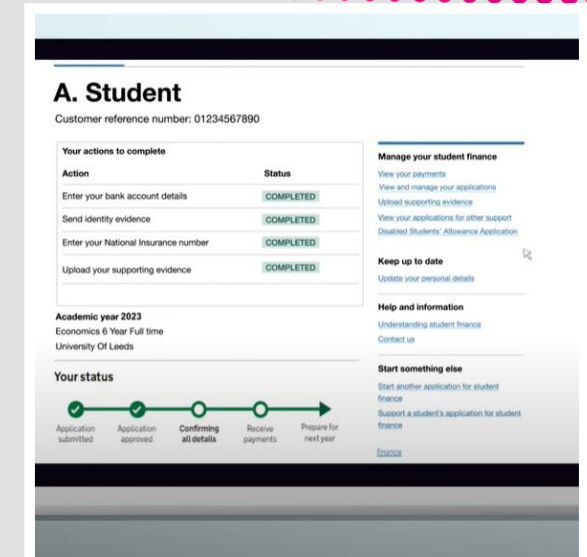 A. Student
Customer reference number: 01234567890
Your actions to complete
Action Status
Enter your bank account details COMPLETED
Send identity evidence COMPLETED
Enter your National Insurance number COMPLETED
Upload your supporting evidence COMPLETED
Academic year 2023
Economics 6 Year Full time
University Of Leeds
Your status
Application submitted
Application approved
Confirming all details
Receive payments
Prepare for next year
Manage your student finance
View your payments
View and manage your applications
Upload supporting evidence
View your applications for other support
Disabled Students' Allowance Application
Keep up to date
Update your personal details
Help and information
Understanding student finance
Contact us
Start something else
Start another application for student
finance
Support a student's application for student
finance
finance